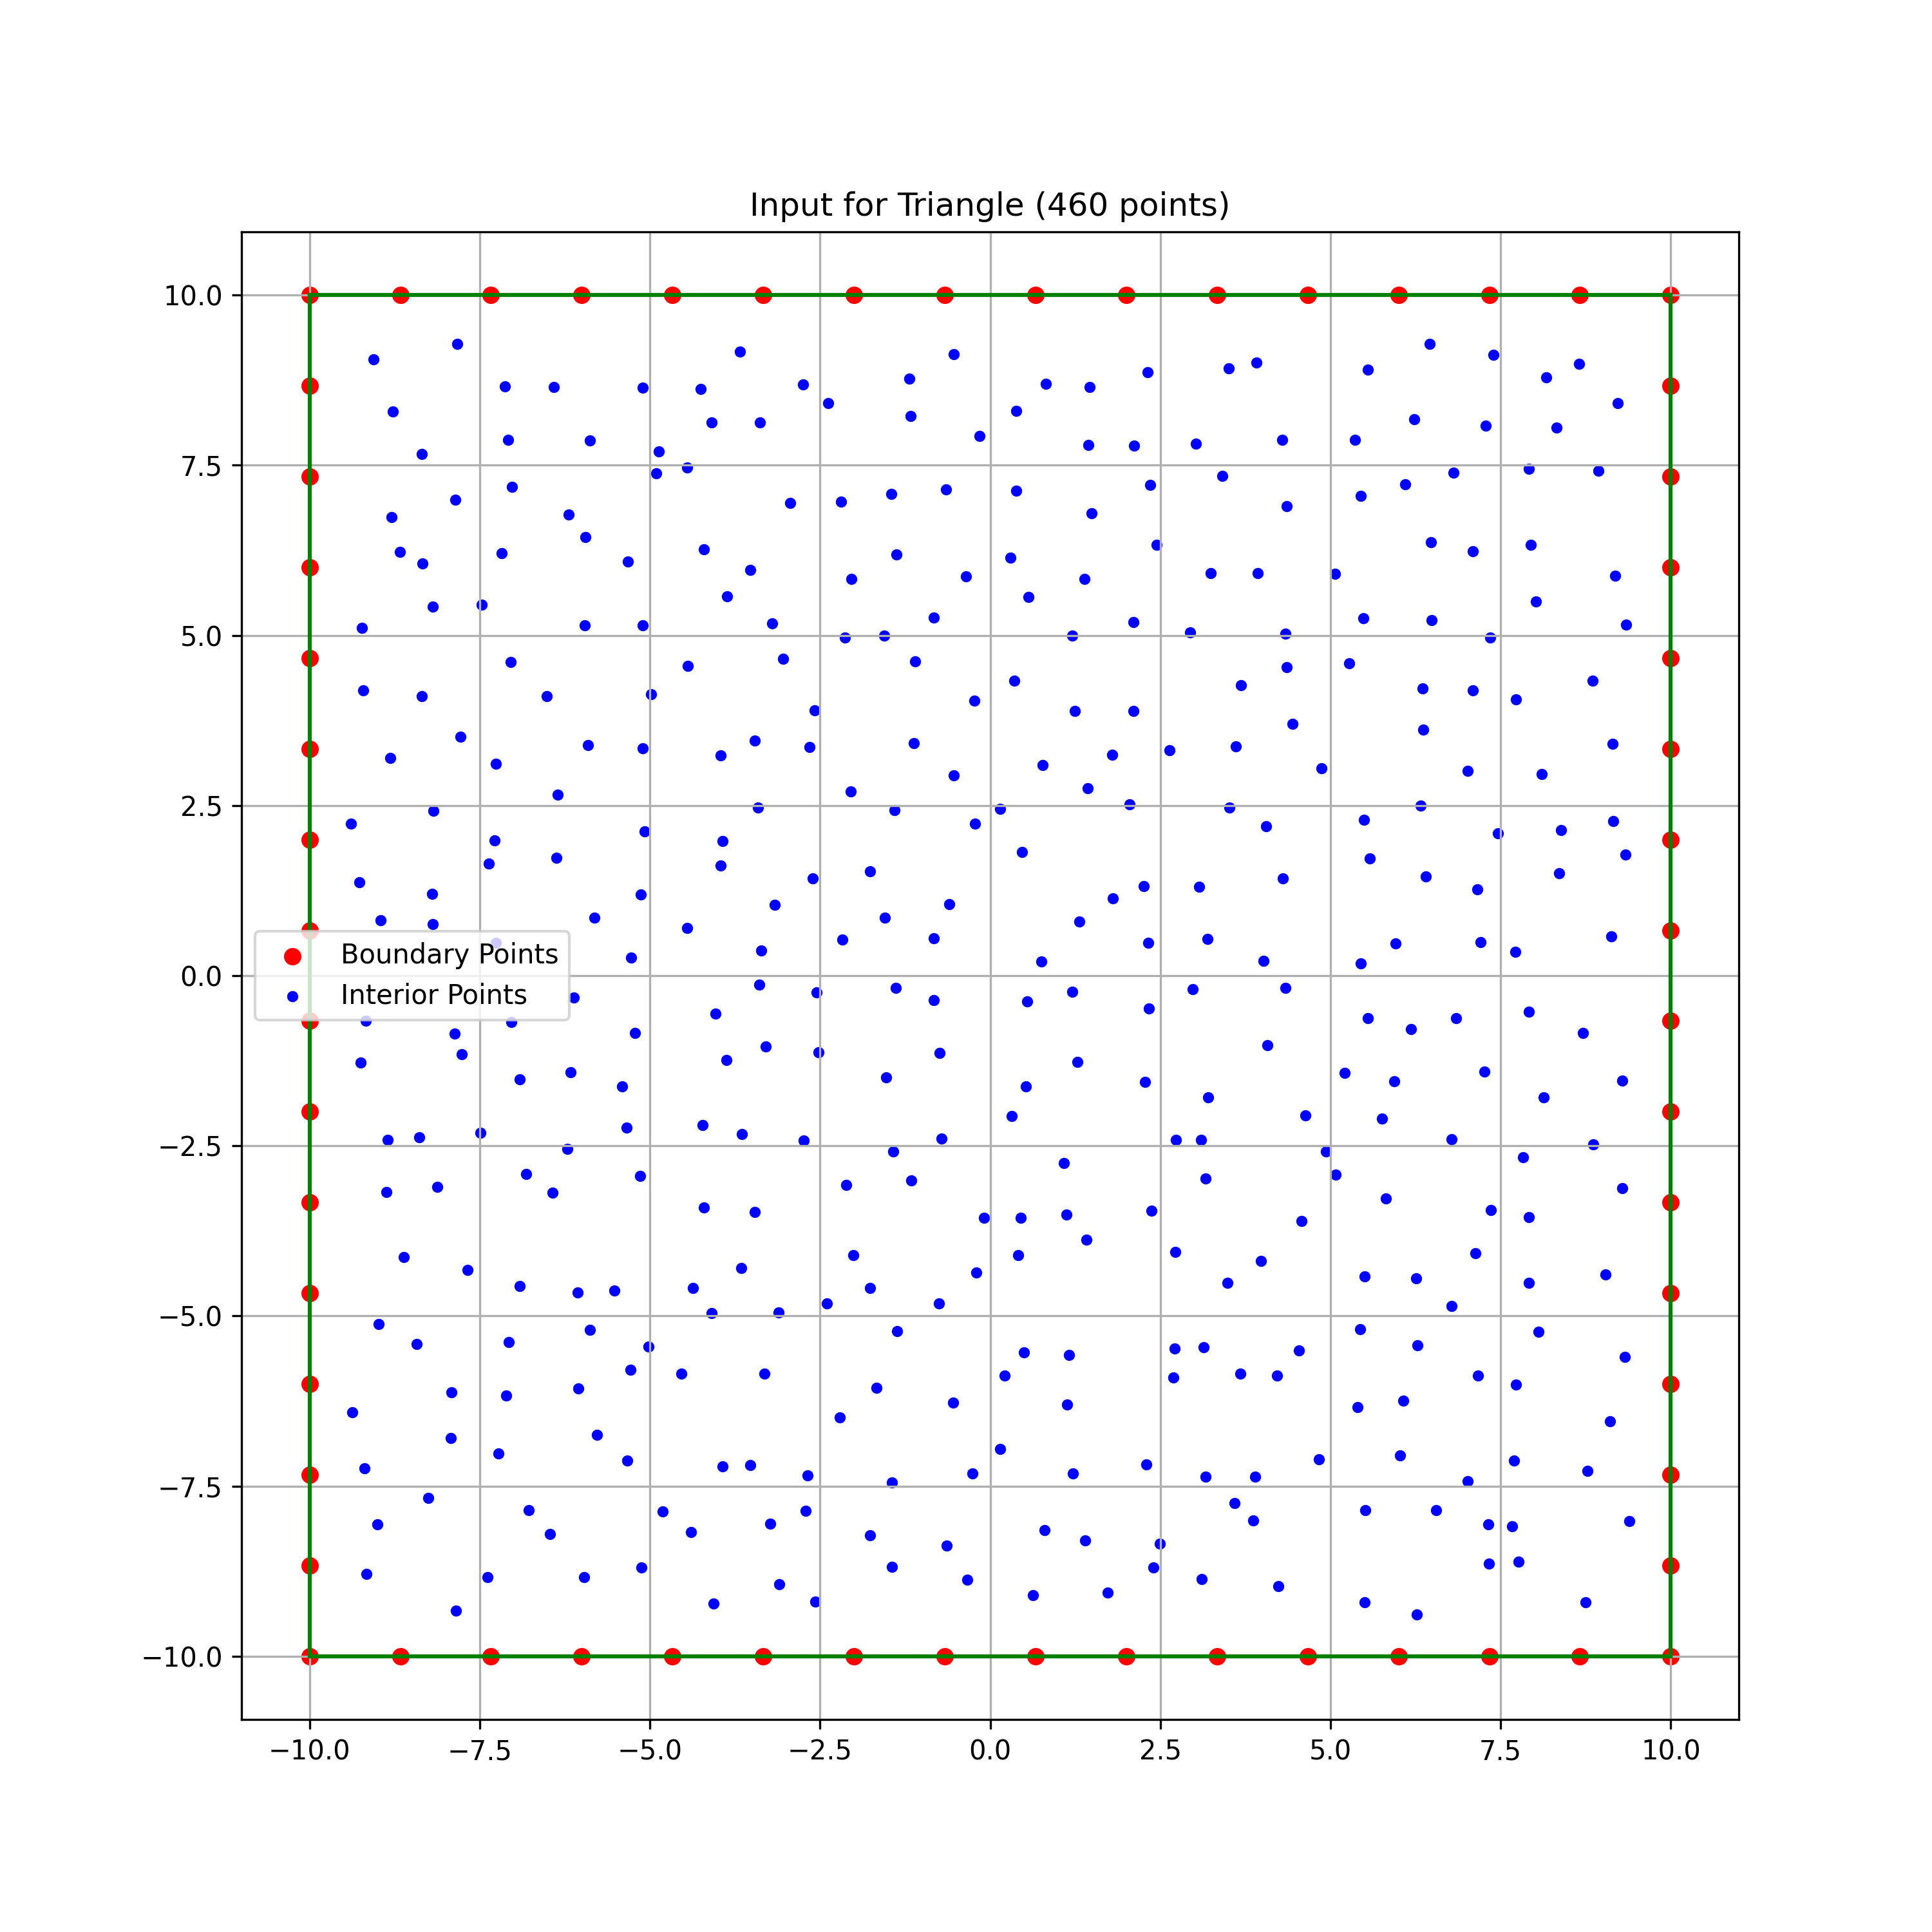 Input for Triangle (460 points)
10.0
7.5
5.0
2.5
0.0
−2.5
−5.0
−7.5
−10.0
Boundary Points
Interior Points
−10.0 −7.5 −5.0 −2.5 0.0 2.5 5.0 7.5 10.0